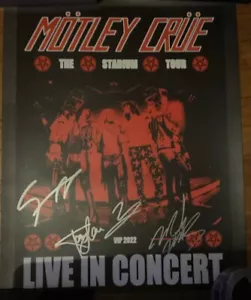 MÖTLEY CRÜE
THE STADIUM TOUR
VIP 2022
LIVE IN CONCERT